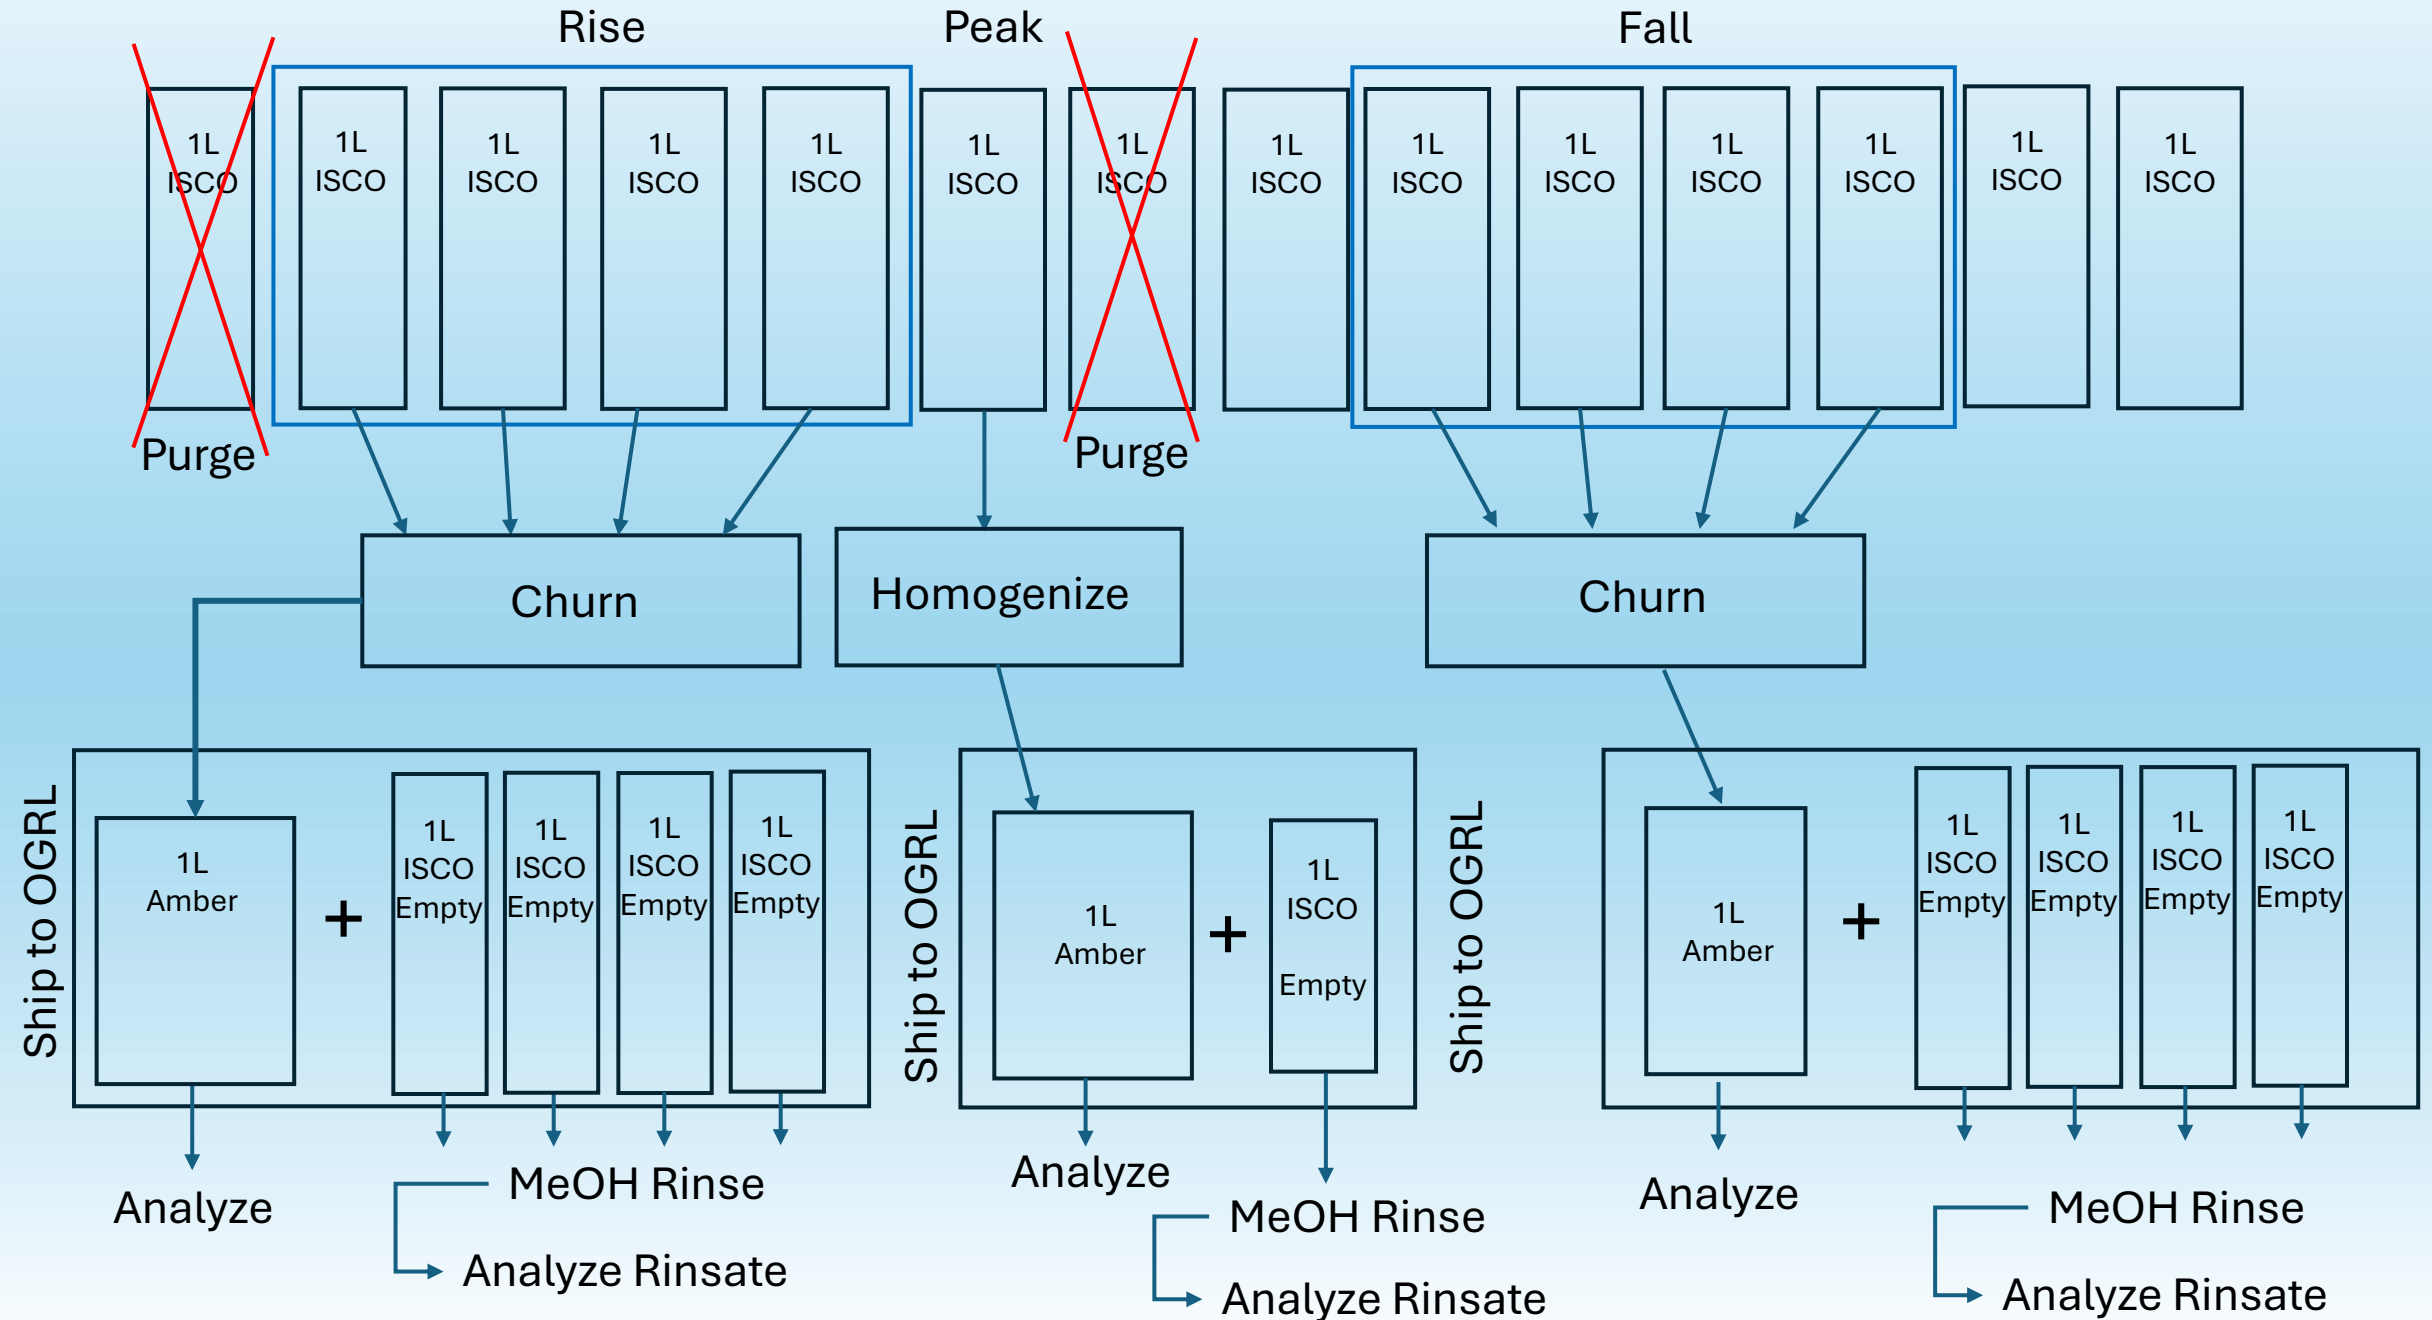 Rise
Peak
Fall
1L
ISCO
1L
ISCO
1L
ISCO
1L
ISCO
1L
ISCO
1L
ISCO
1L
ISCO
1L
ISCO
1L
ISCO
1L
ISCO
1L
ISCO
1L
ISCO
1L
ISCO
1L
ISCO
Purge
Purge
Churn
Homogenize
Churn
Ship to OGRL
1L
Amber
+
1L
ISCO
Empty
1L
ISCO
Empty
1L
ISCO
Empty
1L
ISCO
Empty
Ship to OGRL
1L
Amber
+
1L
ISCO
Empty
Ship to OGRL
1L
Amber
+
1L
ISCO
Empty
1L
ISCO
Empty
1L
ISCO
Empty
1L
ISCO
Empty
Analyze
MeOH Rinse
Analyze Rinsate
Analyze
MeOH Rinse
Analyze Rinsate
Analyze
MeOH Rinse
Analyze Rinsate